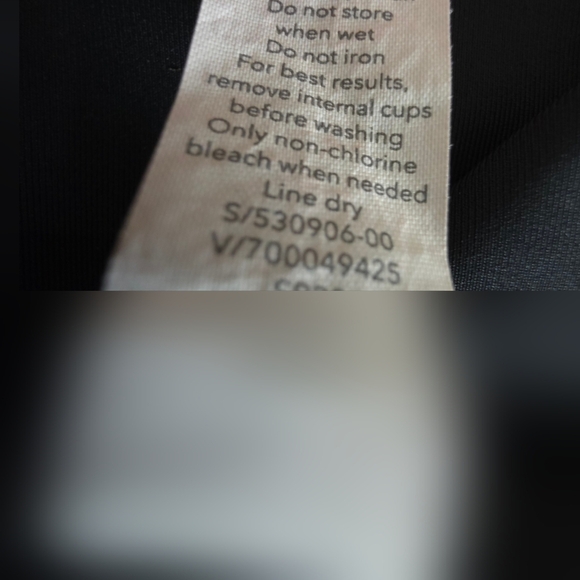 Do not store
when wet
Do not iron
For best results,
remove internal cups
before washing
Only non-chlorine
bleach when needed
Line dry
S/530906-00
V/700049425